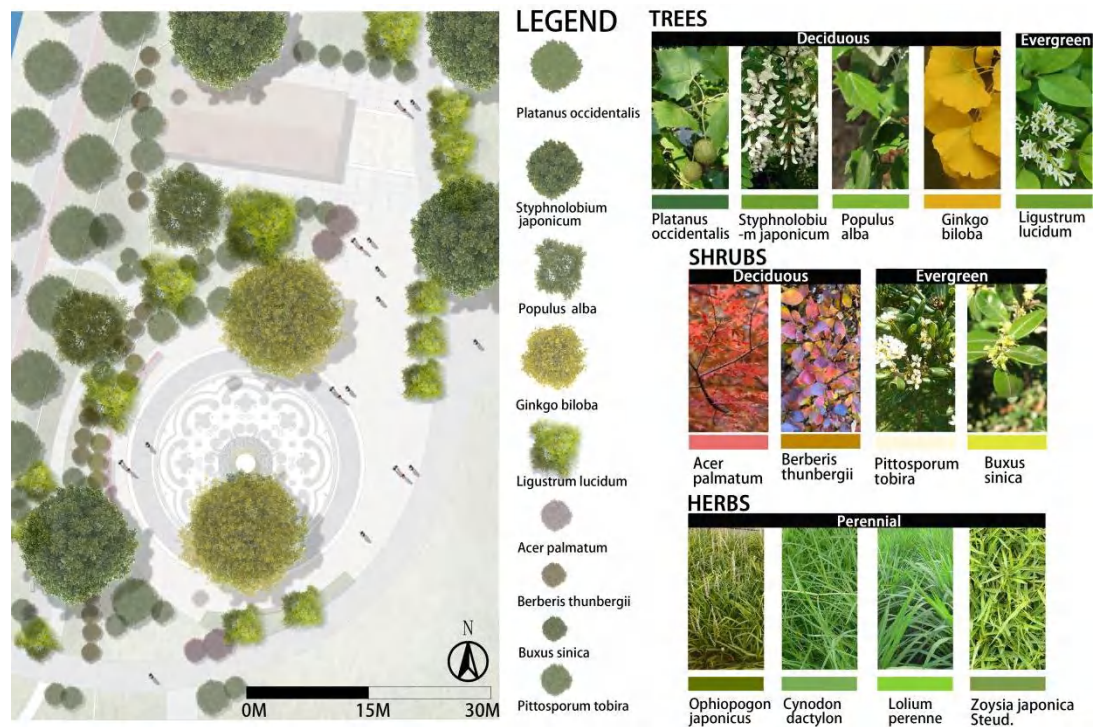 LEGEND
Platanus occidentalis
Styphnolobium
japonicum
Populus alba
Ginkgo biloba
Ligustrum lucidum
Acer palmatum
Berberis thunbergii
Buxus sinica
Pittosporum tobira
N
0M
15M
30M
TREES
Deciduous
Evergreen
Platanus
occidentalis
Styphnolobiu
-m japonicum
Populus
alba
Ginkgo
biloba
Ligustrum
lucidum
SHRUBS
Deciduous
Evergreen
Acer
palmatum
Berberis
thunbergii
Pittosporum
tobira
Buxus
sinica
HERBS
Perennial
Ophiopogon
japonicus
Cynodon
dactylon
Lolium
perenne
Zoysia japonica
Steud.